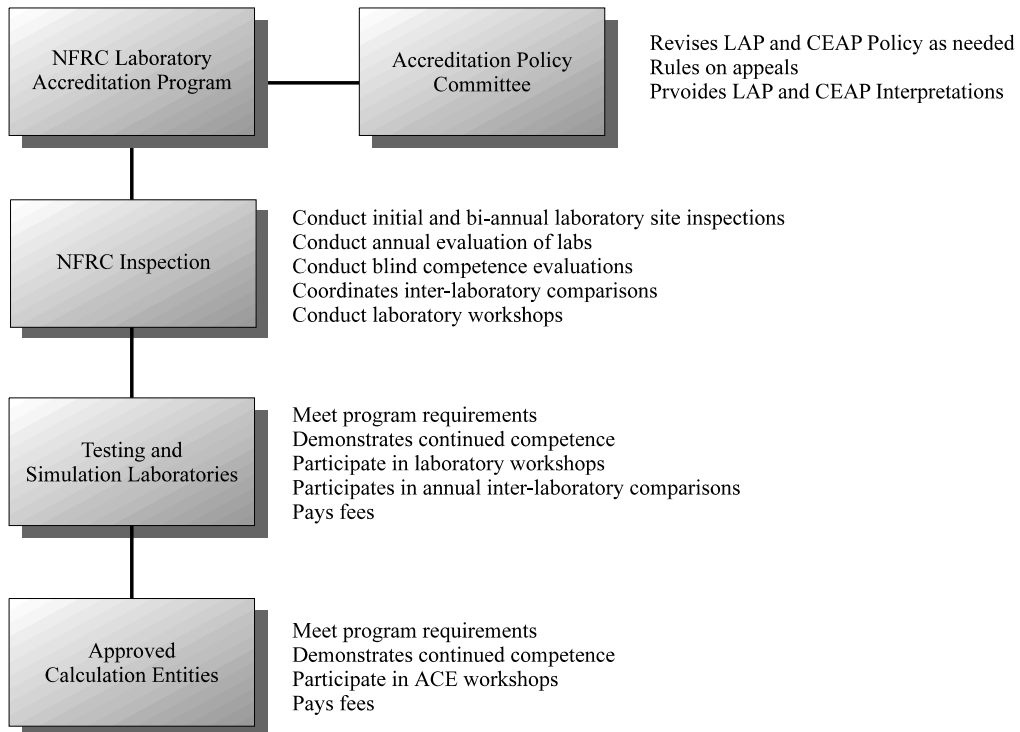 NFRC Laboratory
Accreditation Program
Accreditation Policy
Committee
Revises LAP and CEAP Policy as needed
Rules on appeals
Prvoides LAP and CEAP Interpretations
NFRC Inspection
Conduct initial and bi-annual laboratory site inspections
Conduct annual evaluation of labs
Conduct blind competence evaluations
Coordinates inter-laboratory comparisons
Conduct laboratory workshops
Testing and
Simulation Laboratories
Meet program requirements
Demonstrates continued competence
Participate in laboratory workshops
Participates in annual inter-laboratory comparisons
Pays fees
Approved
Calculation Entities
Meet program requirements
Demonstrates continued competence
Participate in ACE workshops
Pays fees